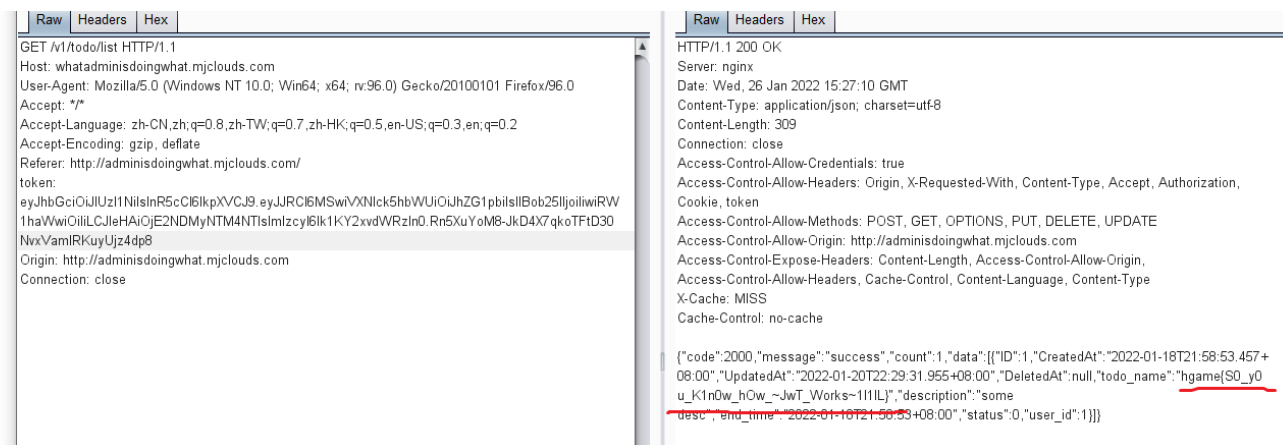 Raw Headers Hex
GET /v1/todo/list HTTP/1.1
Host: whatadminisdoingwhat.mjclouds.com
User-Agent: Mozilla/5.0 (Windows NT 10.0; Win64; x64; rv:96.0) Gecko/20100101 Firefox/96.0
Accept: */*
Accept-Language: zh-CN,zh;q=0.8,zh-TW;q=0.7,zh-HK;q=0.5,en-US;q=0.3,en;q=0.2
Accept-Encoding: gzip, deflate
Referer: http://adminisdoingwhat.mjclouds.com/
token:
eyJhbGciOiJIUzI1NiIsInR5cCI6IkpXVCJ9.eyJJRCI6MSwiVXNlck5hbWUiOiJhZG1pbiIsIlBob25lIjoiIiwiRW
1haWwiOiIiLCJleHAiOjE2NDMyNTM4NTIsImlzcyI6Ik1KY2xvdWRzIn0.Rn5XuYoM8-JkD4X7qkoTFtD30
NvxVamIRKuyUjz4dp8
Origin: http://adminisdoingwhat.mjclouds.com
Connection: close
Raw Headers Hex
HTTP/1.1 200 OK
Server: nginx
Date: Wed, 26 Jan 2022 15:27:10 GMT
Content-Type: application/json; charset=utf-8
Content-Length: 309
Connection: close
Access-Control-Allow-Credentials: true
Access-Control-Allow-Headers: Origin, X-Requested-With, Content-Type, Accept, Authorization,
Cookie, token
Access-Control-Allow-Methods: POST, GET, OPTIONS, PUT, DELETE, UPDATE
Access-Control-Allow-Origin: http://adminisdoingwhat.mjclouds.com
Access-Control-Expose-Headers: Content-Length, Access-Control-Allow-Origin,
Access-Control-Allow-Headers, Cache-Control, Content-Language, Content-Type
X-Cache: MISS
Cache-Control: no-cache
{"code":2000,"message":"success","count":1,"data":[{"ID":1,"CreatedAt":"2022-01-18T21:58:53.457+
08:00","UpdatedAt":"2022-01-20T22:29:31.955+08:00","DeletedAt":null,"todo_name":"hgame{S0_y0
u_K1n0w_hOw_~JwT_Works~1l1lL}","description":"some
desc","end_time":"2022-01-18T21:58:53+08:00","status":0,"user_id":1}]}